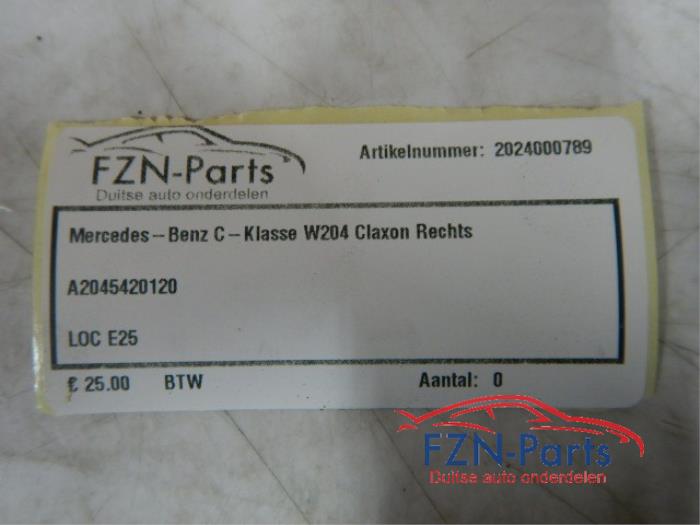 FZN-Parts
Duitse auto onderdelen
Artikelnummer: 2024000789
Mercedes-Benz C-Klasse W204 Claxon Rechts
A2045420120
LOC E25
£ 25.00 BTW Aantal: 0
FZN-Parts
Duitse auto onderdelen